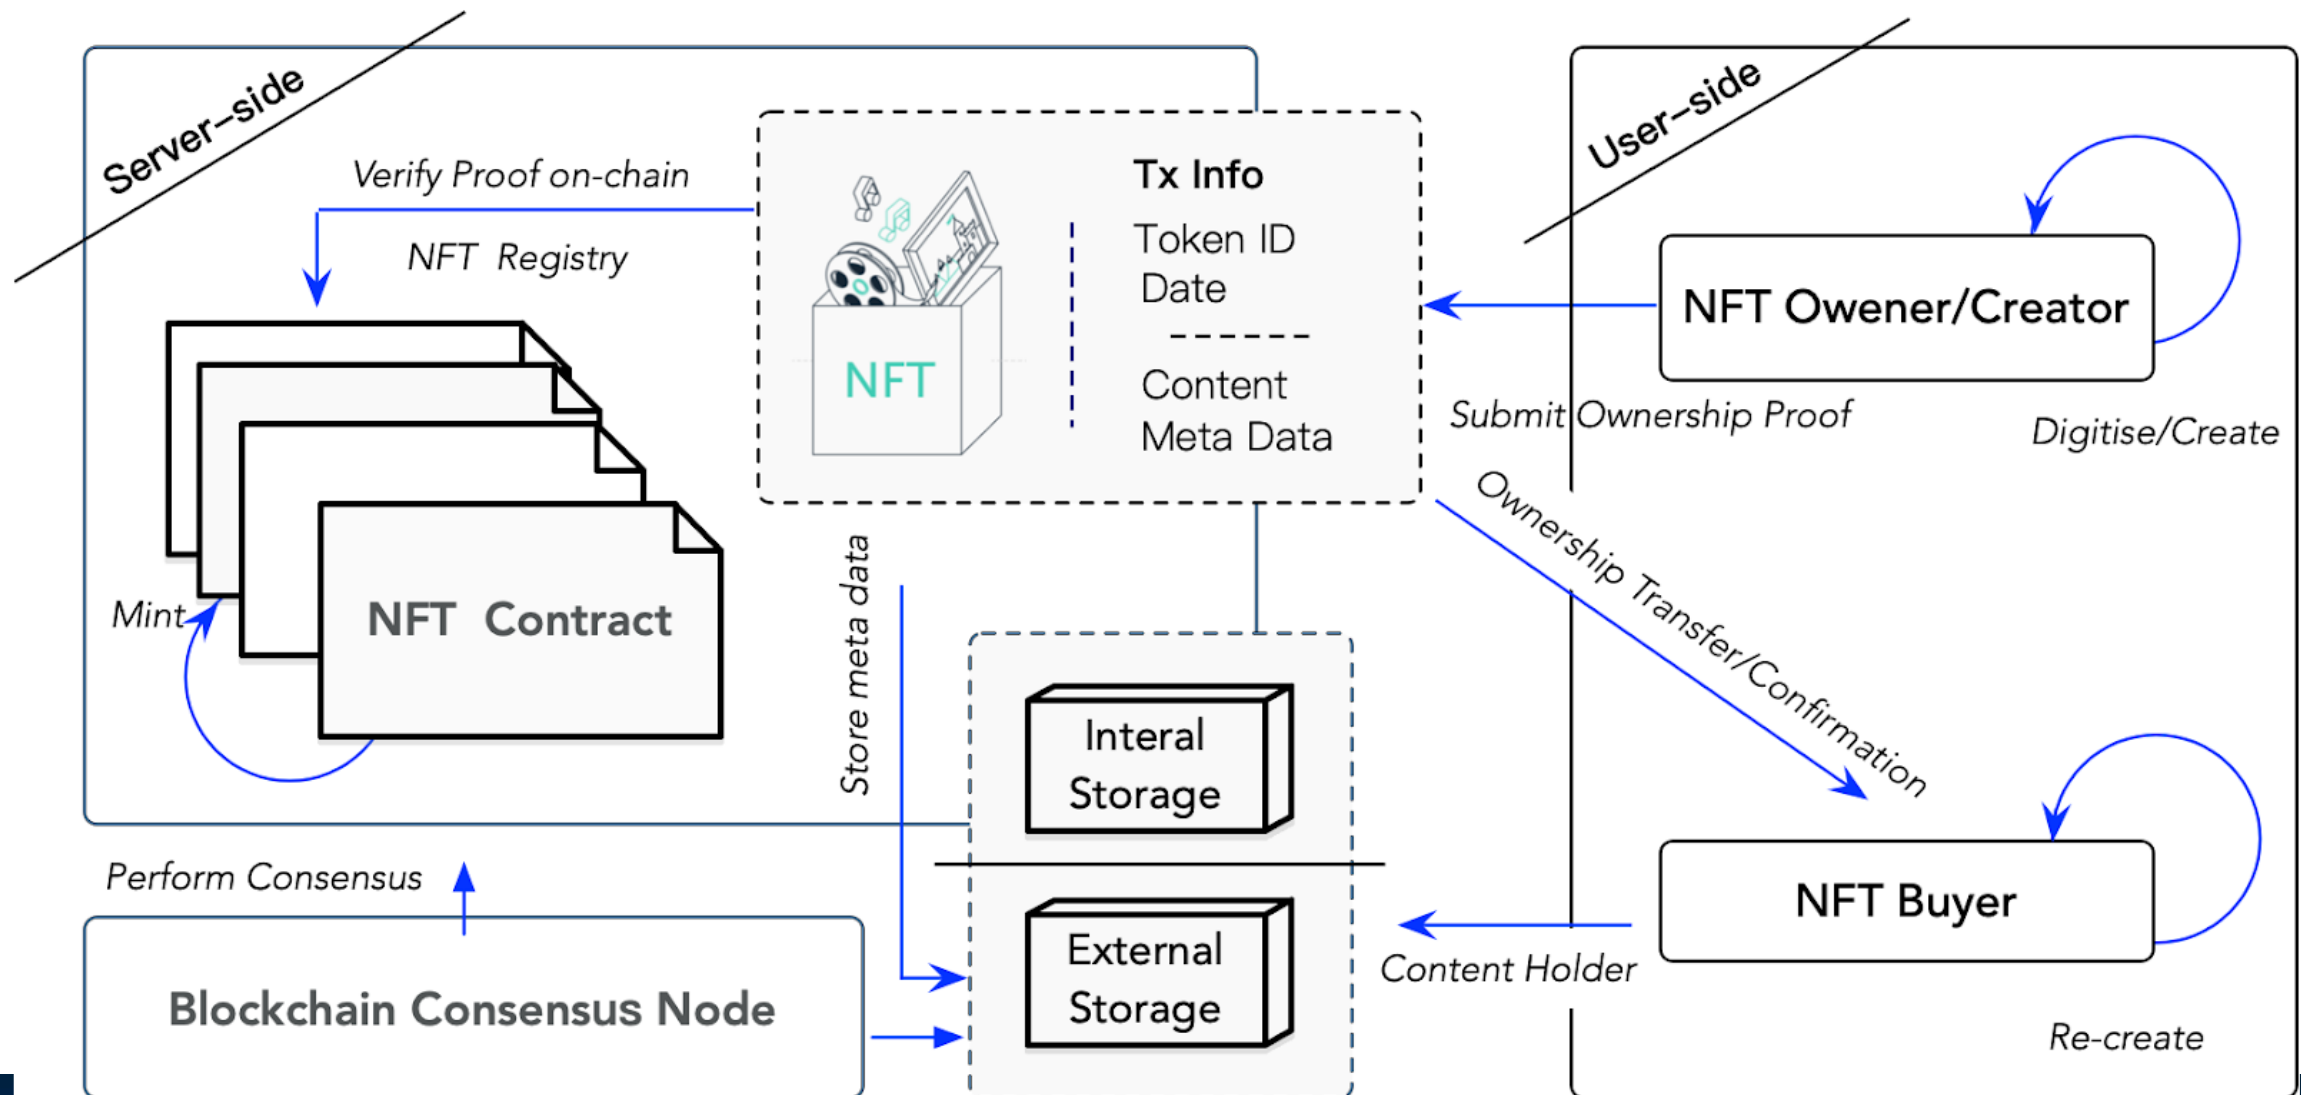 Server-side
User-side
Verify Proof on-chain
NFT Registry
Tx Info
Token ID
Date
Content
Meta Data
NFT
NFT Owener/Creator
Submit Ownership Proof
Digitise/Create
Ownership Transfer/Confirmation
Mint
NFT Contract
Store meta data
Interal
Storage
Perform Consensus
Blockchain Consensus Node
External
Storage
Content Holder
NFT Buyer
Re-create